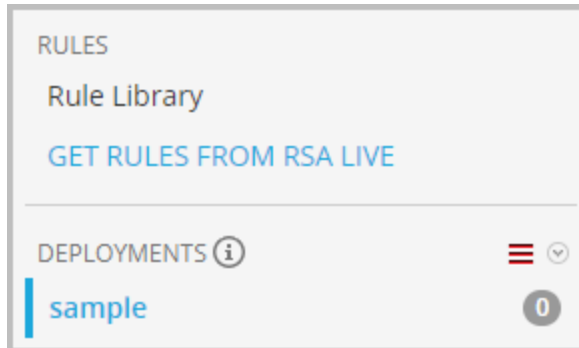 RULES
Rule Library
GET RULES FROM RSA LIVE
DEPLOYMENTS
sample 0